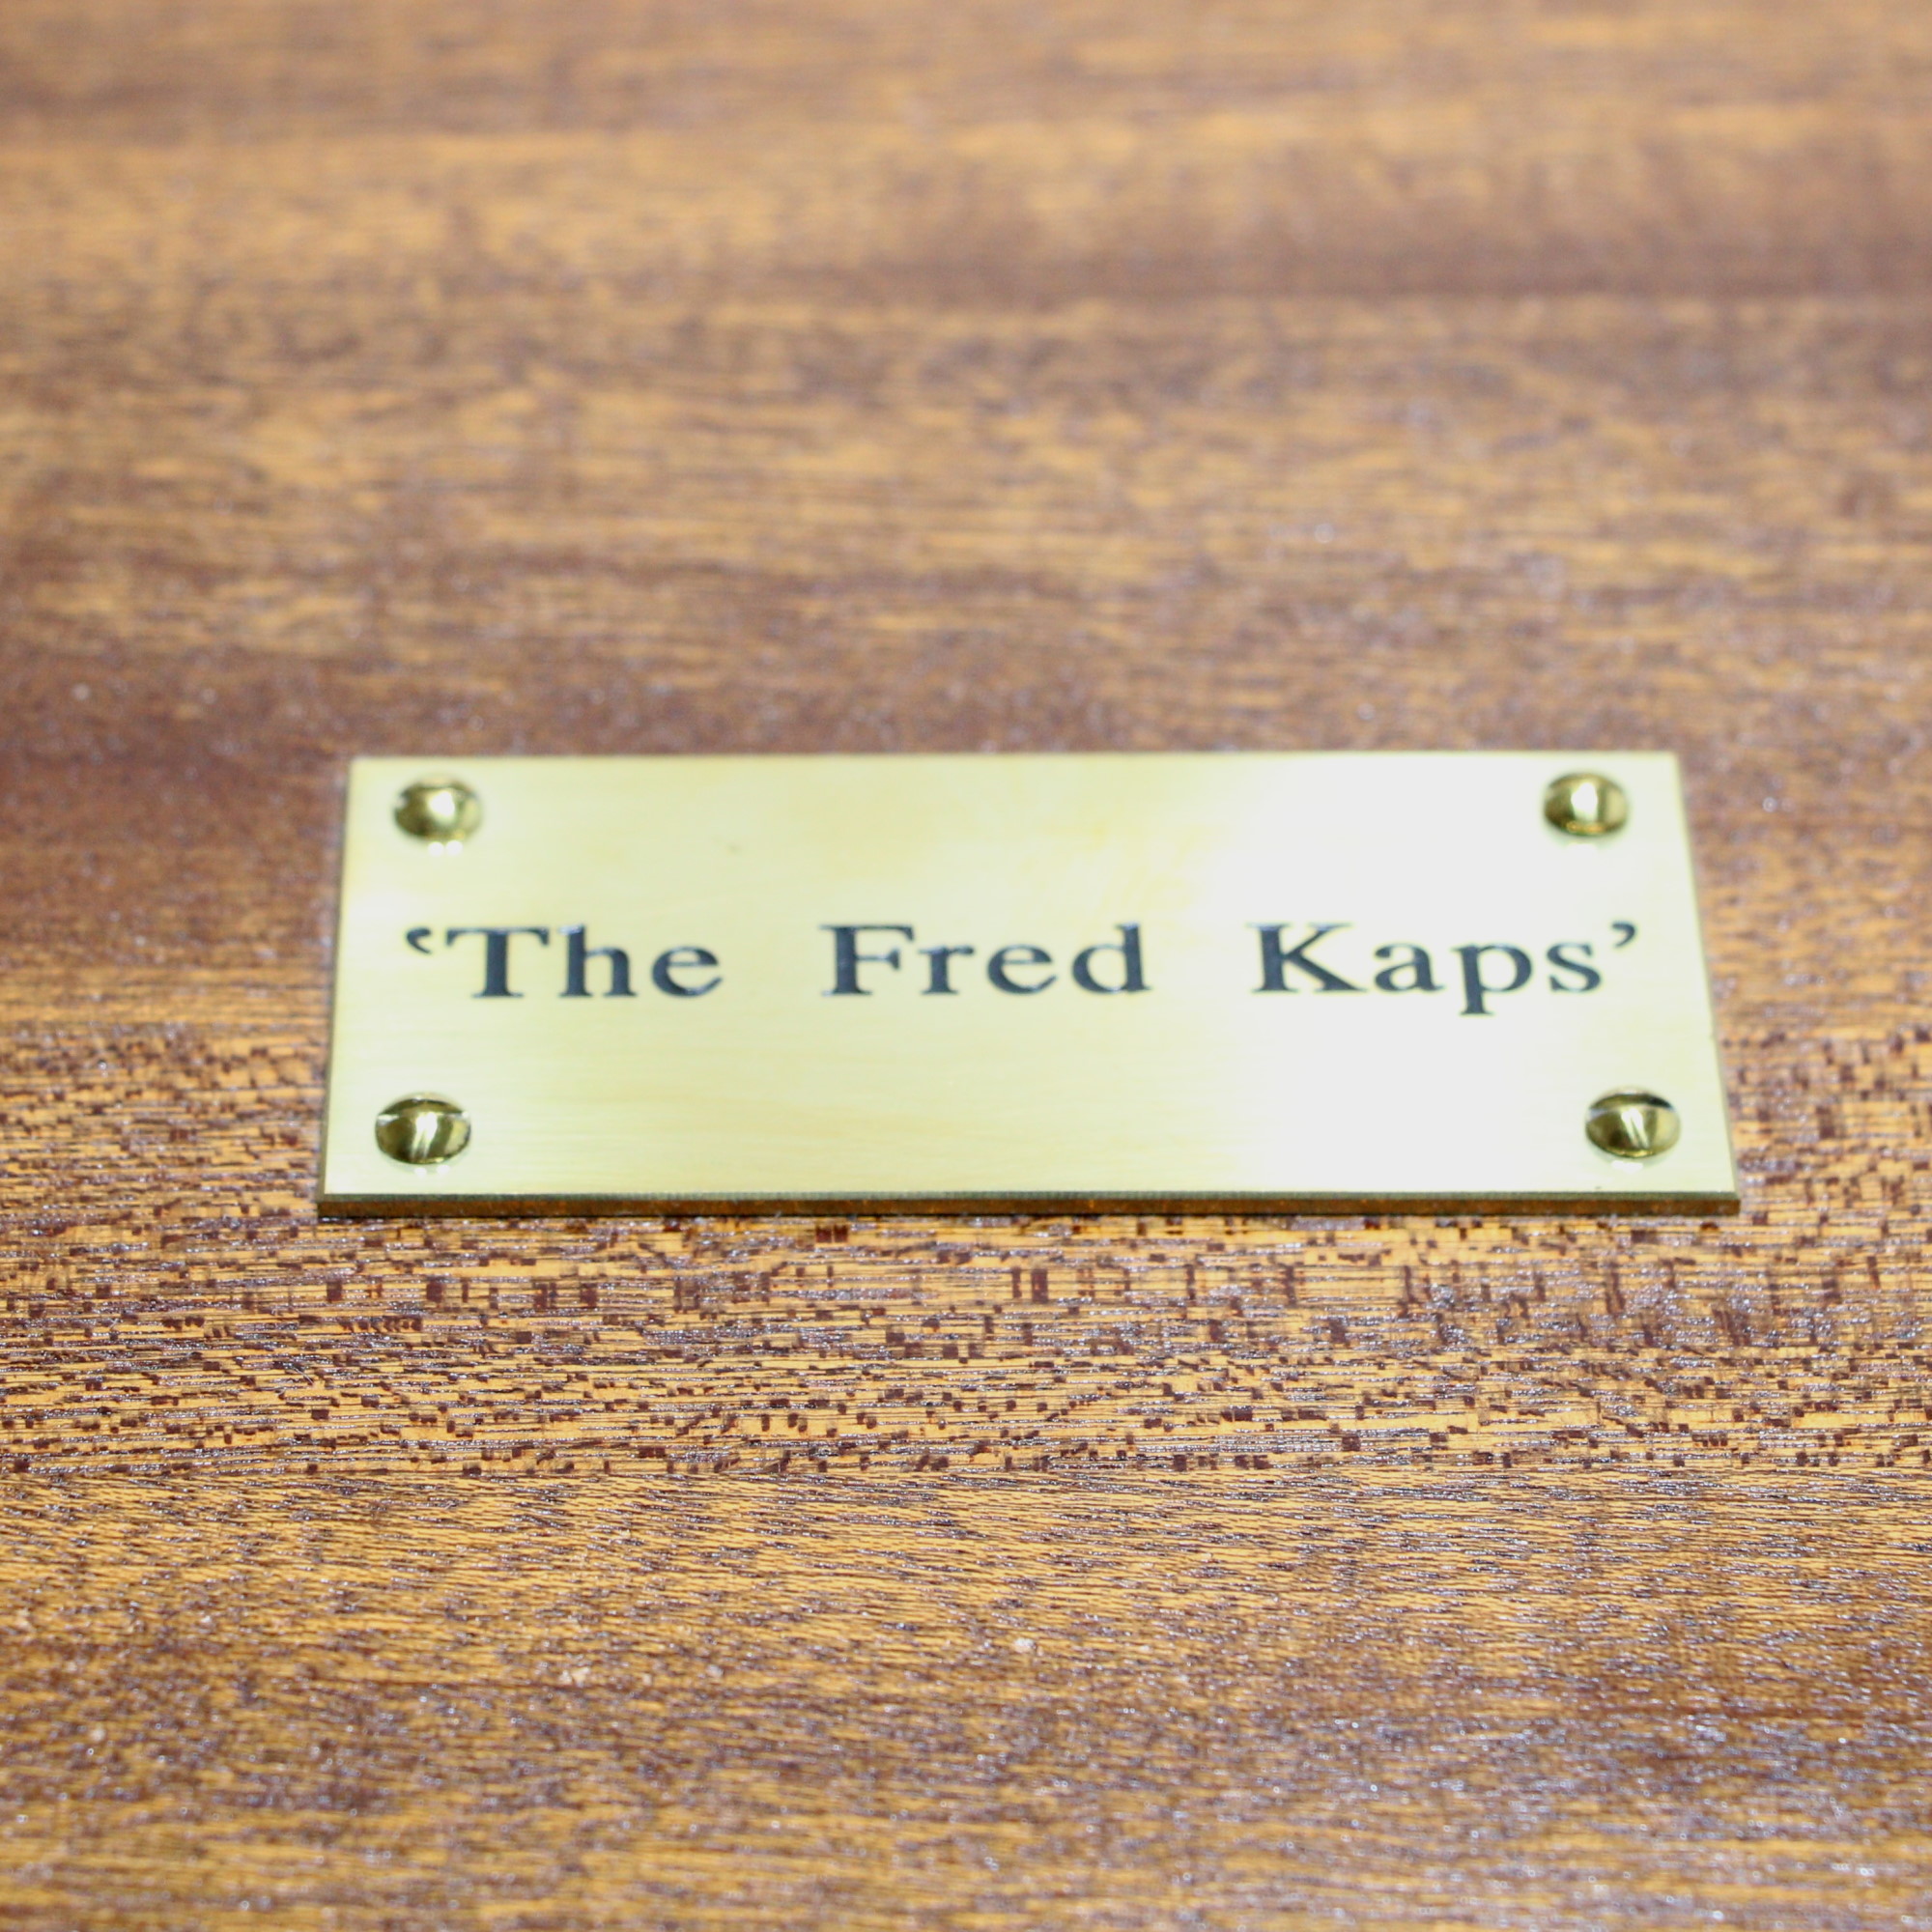 ‘The Fred Kaps’